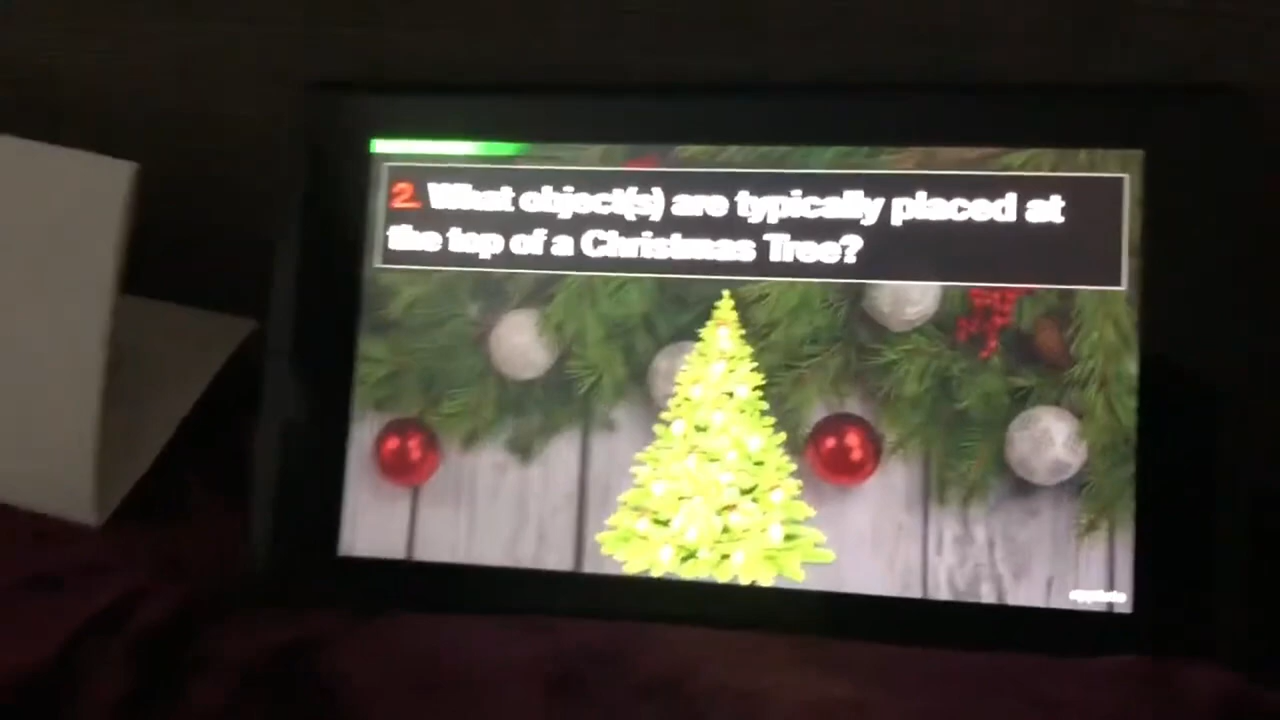 2. What object(s) are typically placed at
the top of a Christmas Tree?